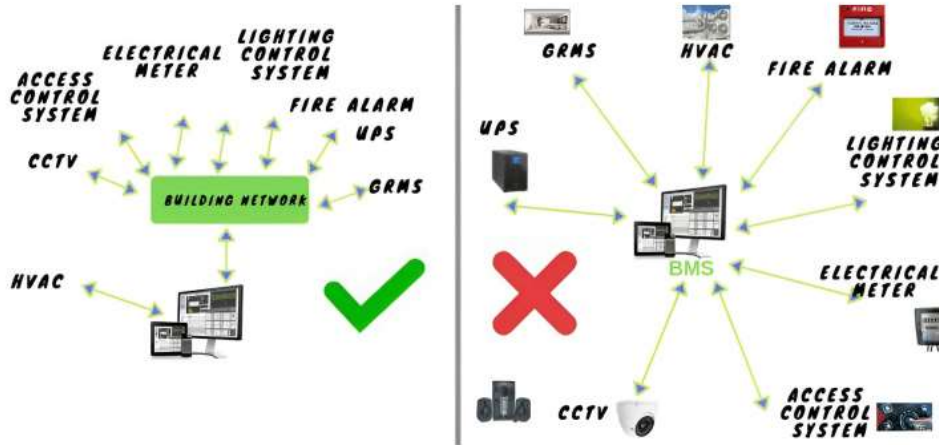 ACCESS
CONTROL
SYSTEM
ELECTRICAL
METER
LIGHTING
CONTROL
SYSTEM
FIRE ALARM
UPS
CCTV
GRMS
BUILDING NETWORK
HVAC
GRMS
HVAC
FIRE
FIRE ALARM
UPS
LIGHTING
CONTROL
SYSTEM
BMS
ELECTRICAL
METER
CCTV
ACCESS
CONTROL
SYSTEM